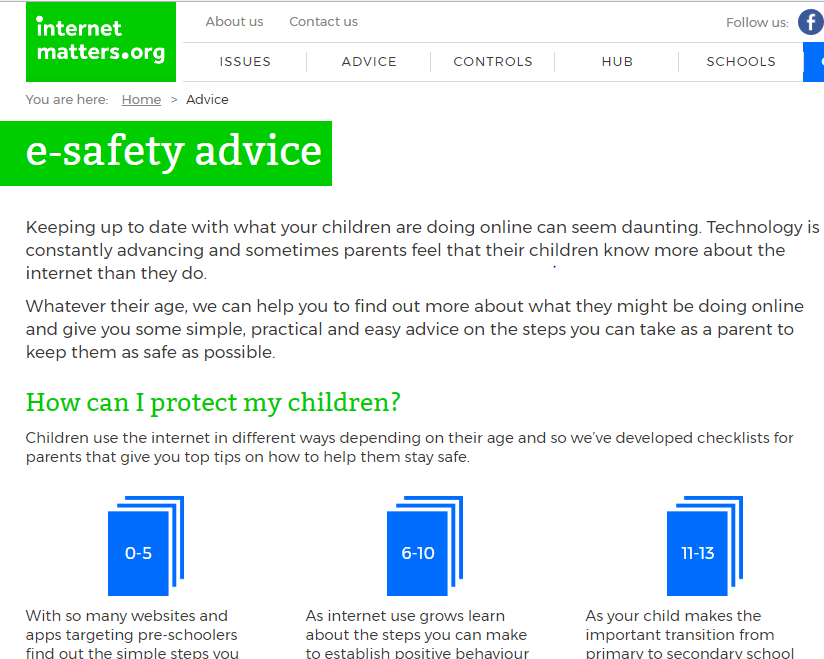 internet
matters.org
About us Contact us Follow us:
ISSUES ADVICE CONTROLS HUB SCHOOLS
You are here: Home > Advice
e-safety advice
Keeping up to date with what your children are doing online can seem daunting. Technology is
constantly advancing and sometimes parents feel that their children know more about the
internet than they do.
Whatever their age, we can help you to find out more about what they might be doing online
and give you some simple, practical and easy advice on the steps you can take as a parent to
keep them as safe as possible.
How can I protect my children?
Children use the internet in different ways depending on their age and so we've developed checklists for
parents that give you top tips on how to help them stay safe.
0-5
6-10
11-13
With so many websites and
apps targeting pre-schoolers
find out the simple steps you
As internet use grows learn
about the steps you can make
to establish positive behaviour
As your child makes the
important transition from
primary to secondary school